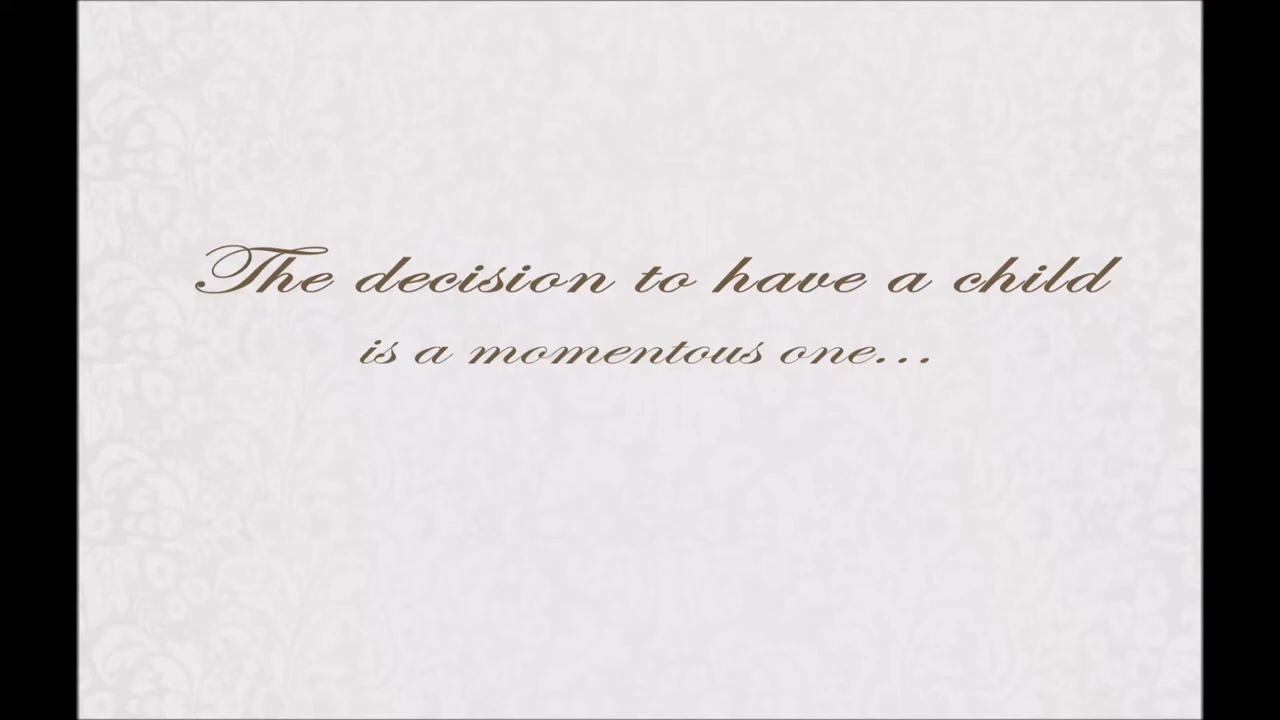 The decision to have a child
is a momentous one...